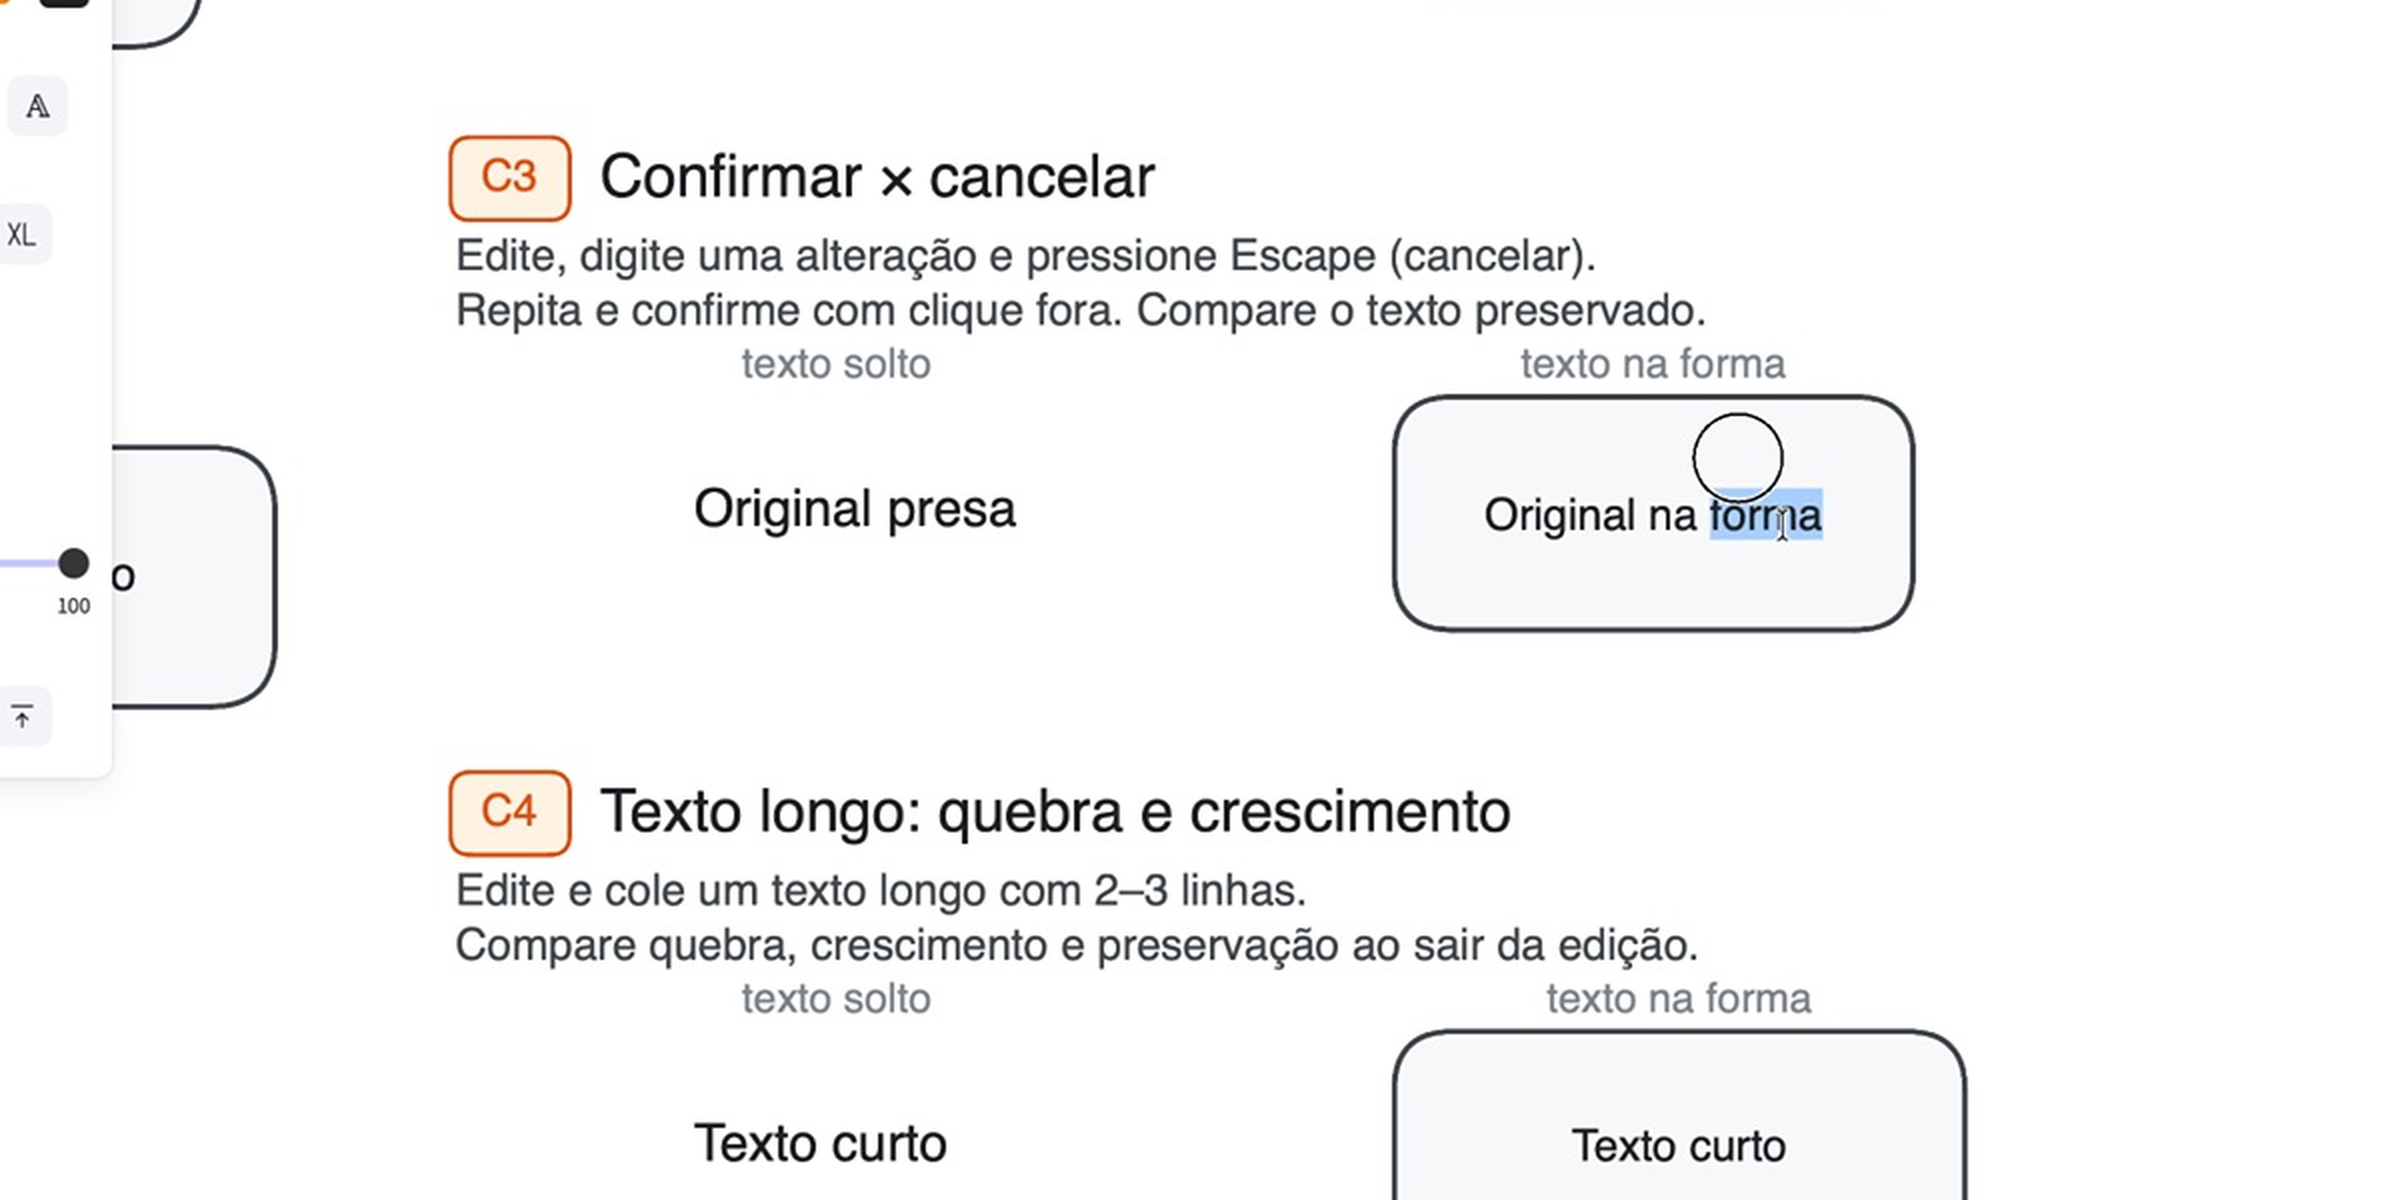 A
XL
100
o
C3 Confirmar × cancelar
Edite, digite uma alteração e pressione Escape (cancelar).
Repita e confirme com clique fora. Compare o texto preservado.
texto solto
texto na forma
Original presa
Original na forma
C4 Texto longo: quebra e crescimento
Edite e cole um texto longo com 2–3 linhas.
Compare quebra, crescimento e preservação ao sair da edição.
texto solto
texto na forma
Texto curto
Texto curto